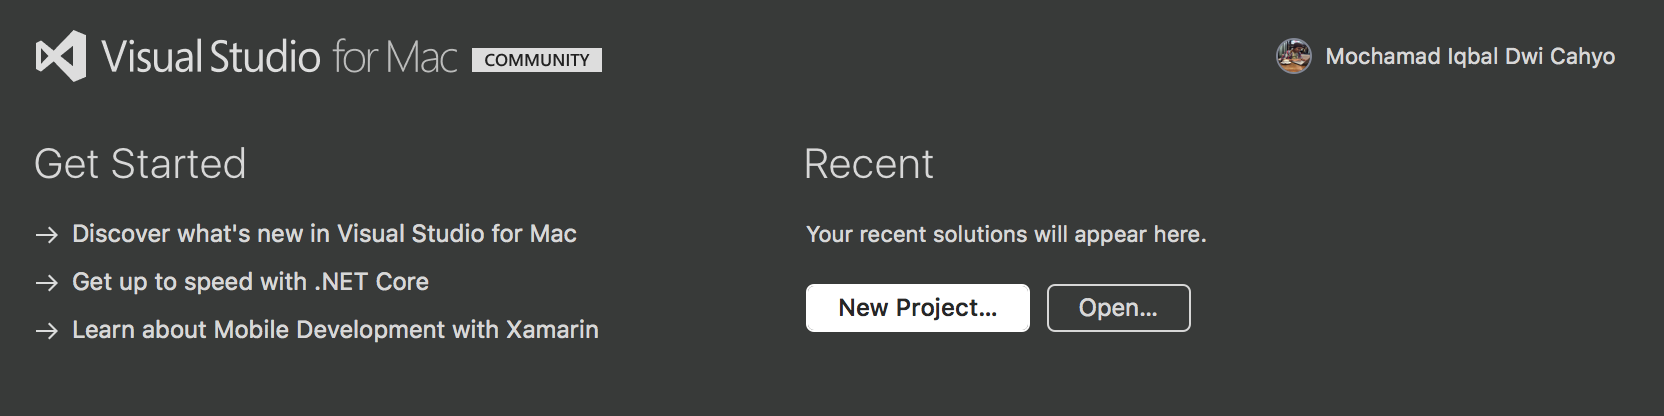 Visual Studio for Mac COMMUNITY
Mochamad Iqbal Dwi Cahyo
Get Started
→ Discover what's new in Visual Studio for Mac
→ Get up to speed with .NET Core
→ Learn about Mobile Development with Xamarin
Recent
Your recent solutions will appear here.
New Project... Open...